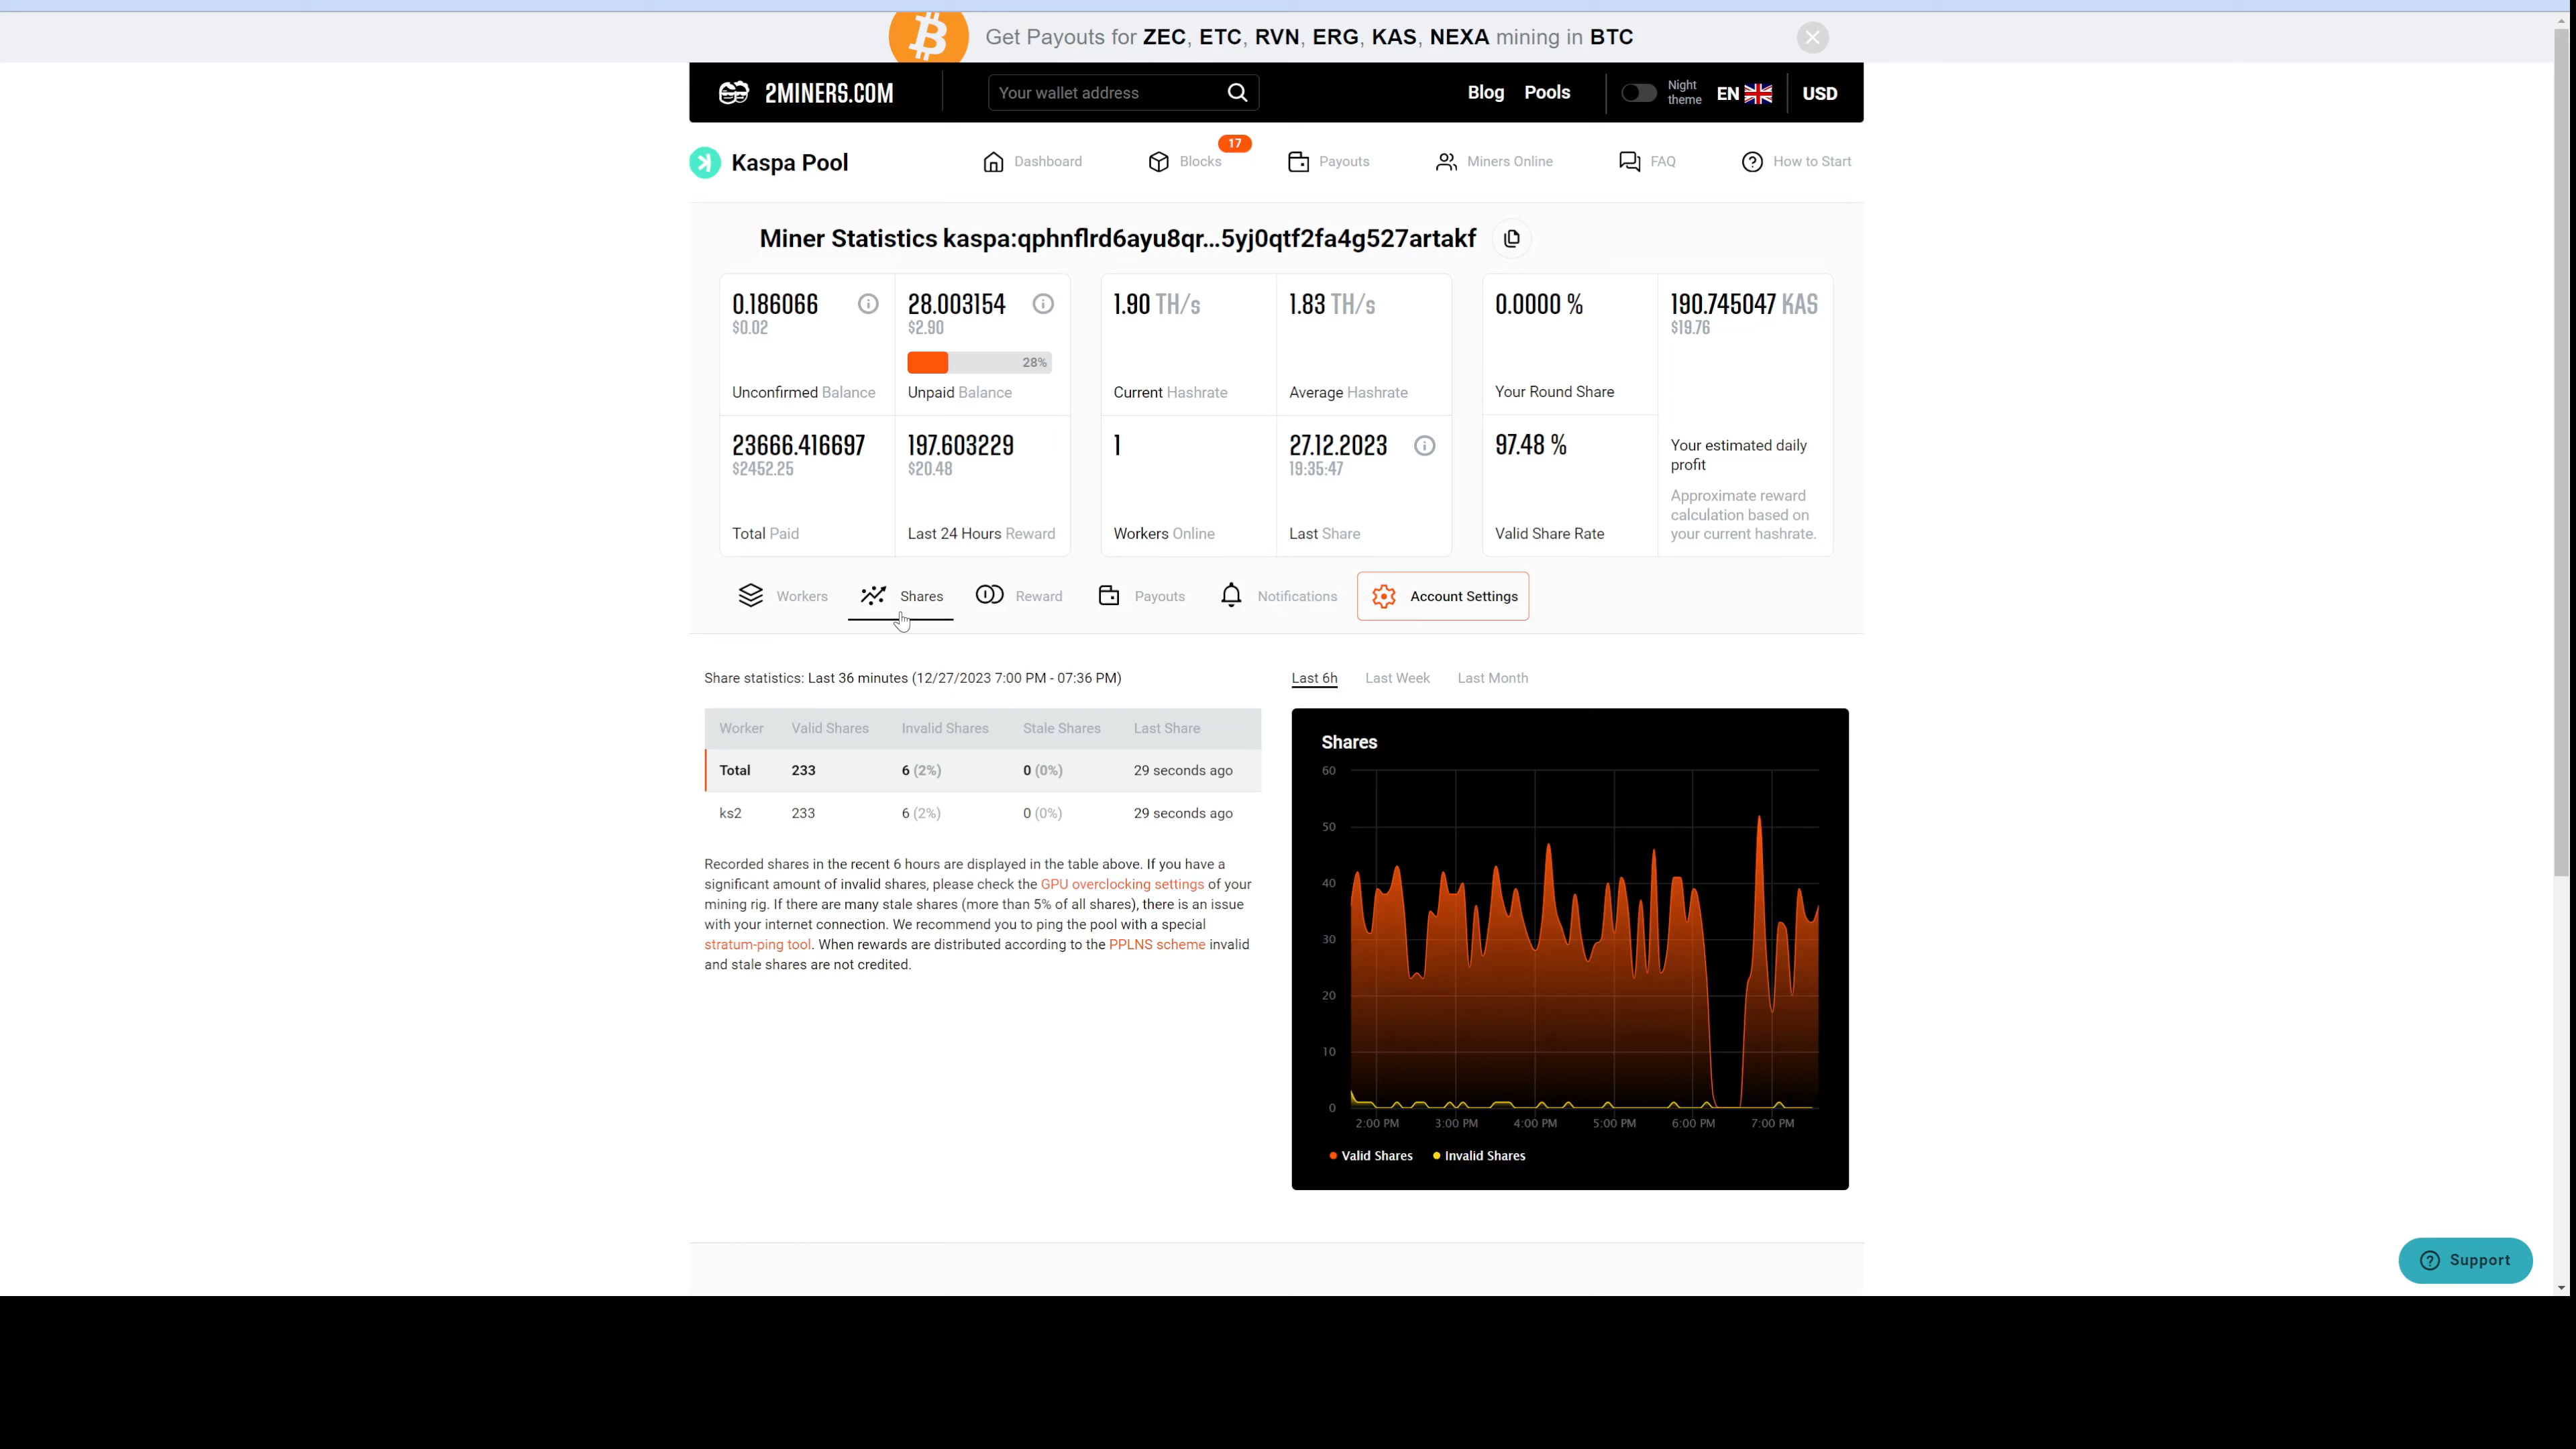 Get Payouts for ZEC, ETC, RVN, ERG, KAS, NEXA mining in BTC
2MINERS.COM
Your wallet address
Blog
Pools
Night theme
EN
USD
Kaspa Pool
Dashboard
Blocks
17
Payouts
Miners Online
FAQ
How to Start
Miner Statistics kaspa:qphnflrd6ayu8qr...5yj0qtf2fa4g527artakf
0.186066
$0.02
Unconfirmed Balance
28.003154
$2.90
28%
Unpaid Balance
23666.416697
$2452.25
Total Paid
197.603229
$20.48
Last 24 Hours Reward
1.90 TH/s
Current Hashrate
1.83 TH/s
Average Hashrate
1
Workers Online
27.12.2023
19:35:47
Last Share
0.0000 %
Your Round Share
97.48 %
Valid Share Rate
190.745047 KAS
$19.76
Your estimated daily
profit
Approximate reward
calculation based on
your current hashrate.
Workers
Shares
Reward
Payouts
Notifications
Account Settings
Share statistics: Last 36 minutes (12/27/2023 7:00 PM - 07:36 PM)
Worker Valid Shares Invalid Shares Stale Shares Last Share
Total 233 6 (2%) 0 (0%) 29 seconds ago
ks2 233 6 (2%) 0 (0%) 29 seconds ago
Recorded shares in the recent 6 hours are displayed in the table above. If you have a
significant amount of invalid shares, please check the GPU overclocking settings of your
mining rig. If there are many stale shares (more than 5% of all shares), there is an issue
with your internet connection. We recommend you to ping the pool with a special
stratum-ping tool. When rewards are distributed according to the PPLNS scheme invalid
and stale shares are not credited.
Last 6h
Last Week
Last Month
Shares
60
50
40
30
20
10
0
2:00 PM 3:00 PM 4:00 PM 5:00 PM 6:00 PM 7:00 PM
Valid Shares
Invalid Shares
Support